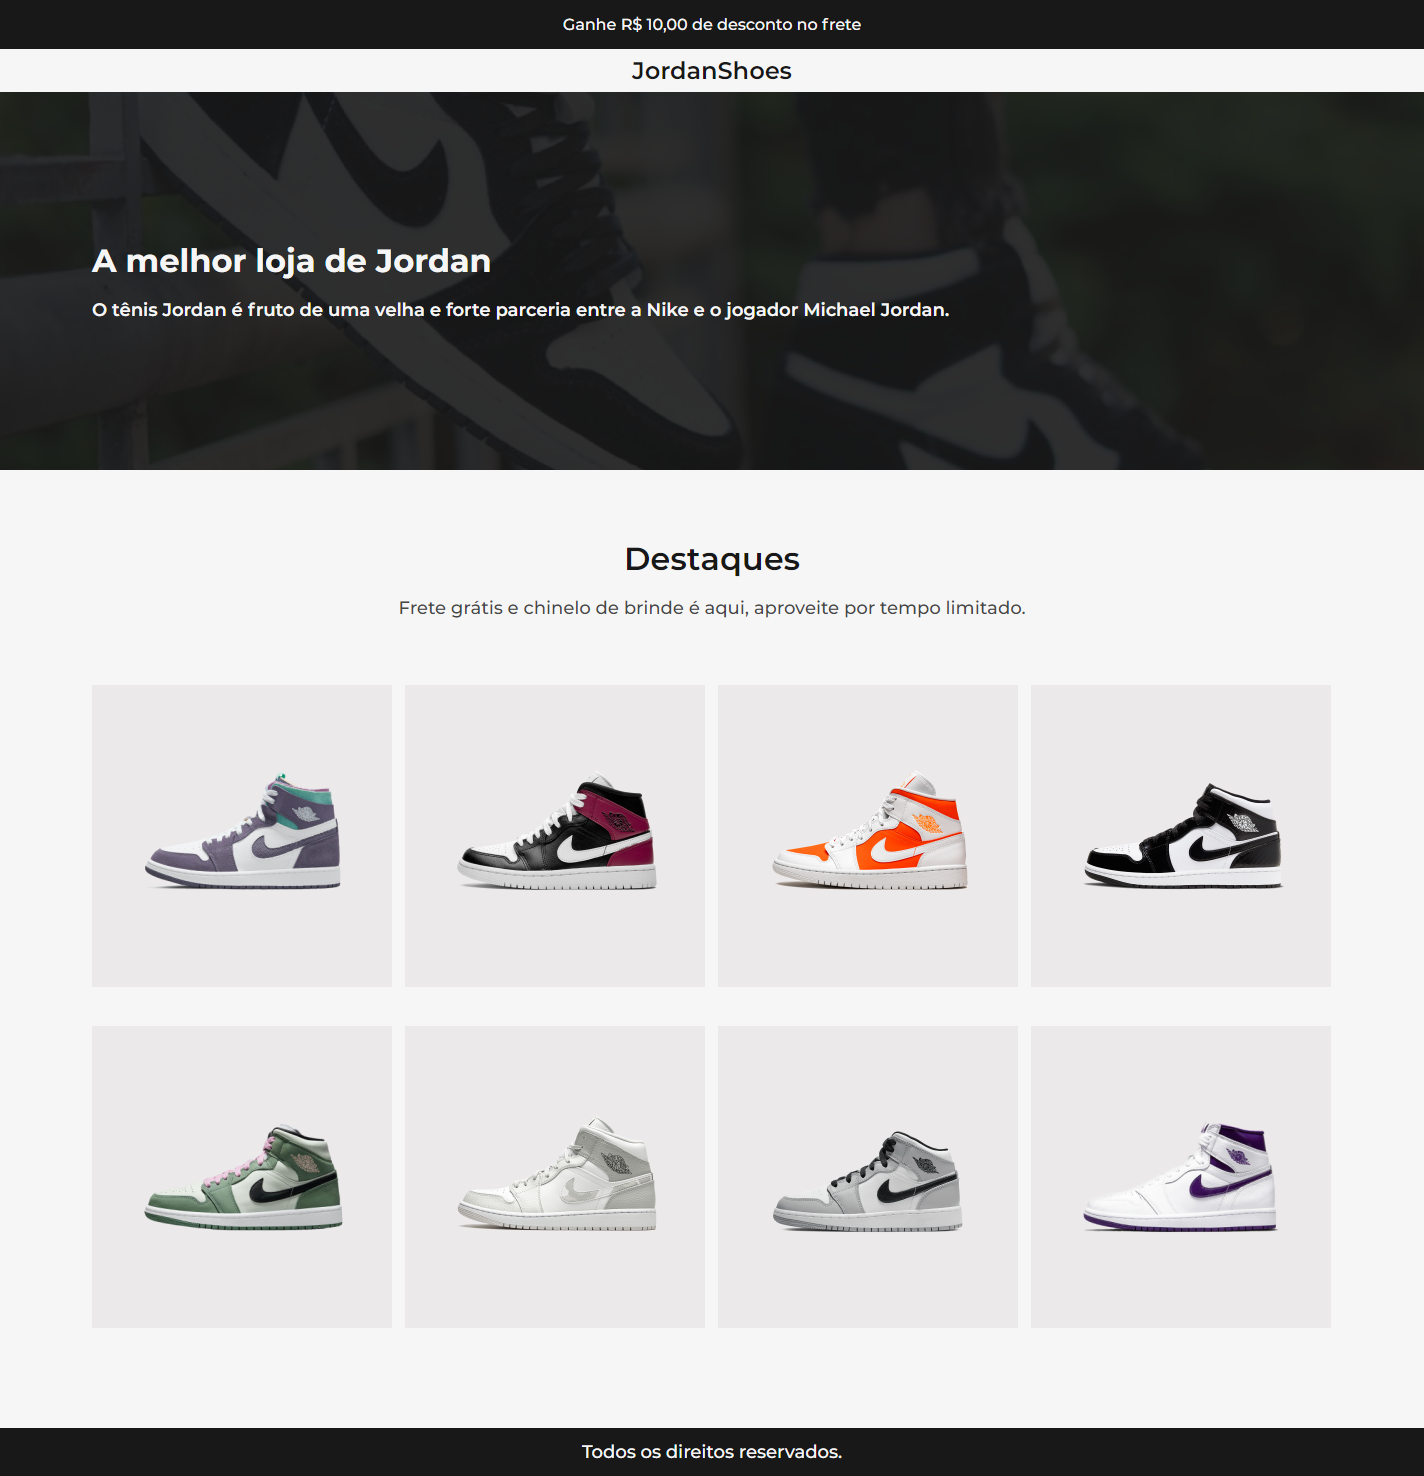 Ganhe R$ 10,00 de desconto no frete
JordanShoes
A melhor loja de Jordan
O tênis Jordan é fruto de uma velha e forte parceria entre a Nike e o jogador Michael Jordan.
Destaques
Frete grátis e chinelo de brinde é aqui, aproveite por tempo limitado.
Todos os direitos reservados.